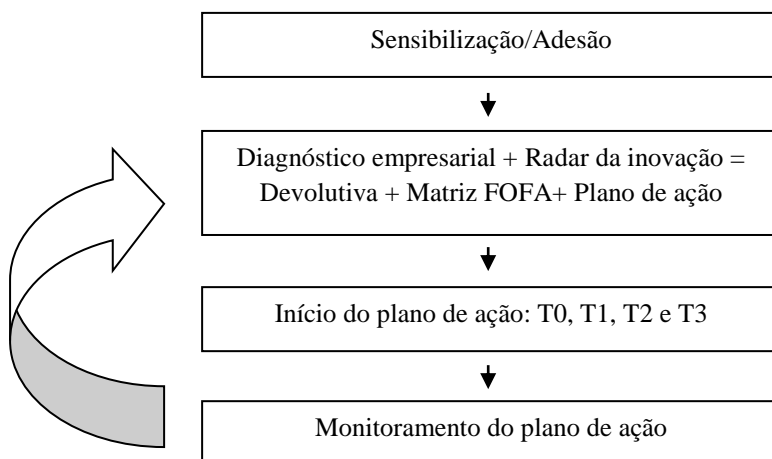 Sensibilização/Adesão
Diagnóstico empresarial + Radar da inovação =
Devolutiva + Matriz FOFA+ Plano de ação
Início do plano de ação: T0, T1, T2 e T3
Monitoramento do plano de ação